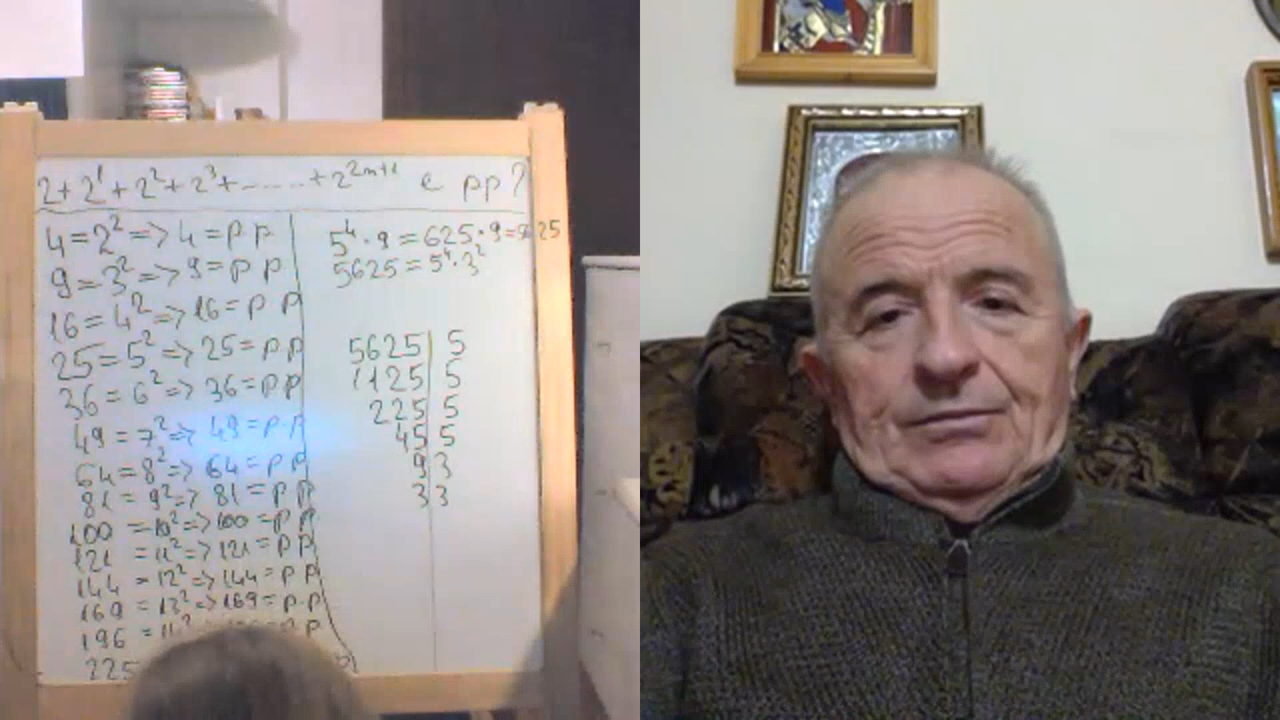 2+2¹+2²+2³+......+2²ⁿ⁺¹ e pp?
4=2²=>4=p.p
9=3²=>9=p p
16=4²=>16=p.p
25=5²=>25=p.p
36=6²=>36=p.p
49=7²=>49=p.p
64=8²=>64=p.p
81=9²=>81=p p
100=10²=>100=p p
121=11²=>121=p p
144=12²=>144=p p
169=13²=>169=p.p
196
225
5⁴·9=625·9=5625
5625=5⁴·3²
5625|5
1125|5
225|5
45|5
9|3
3|3